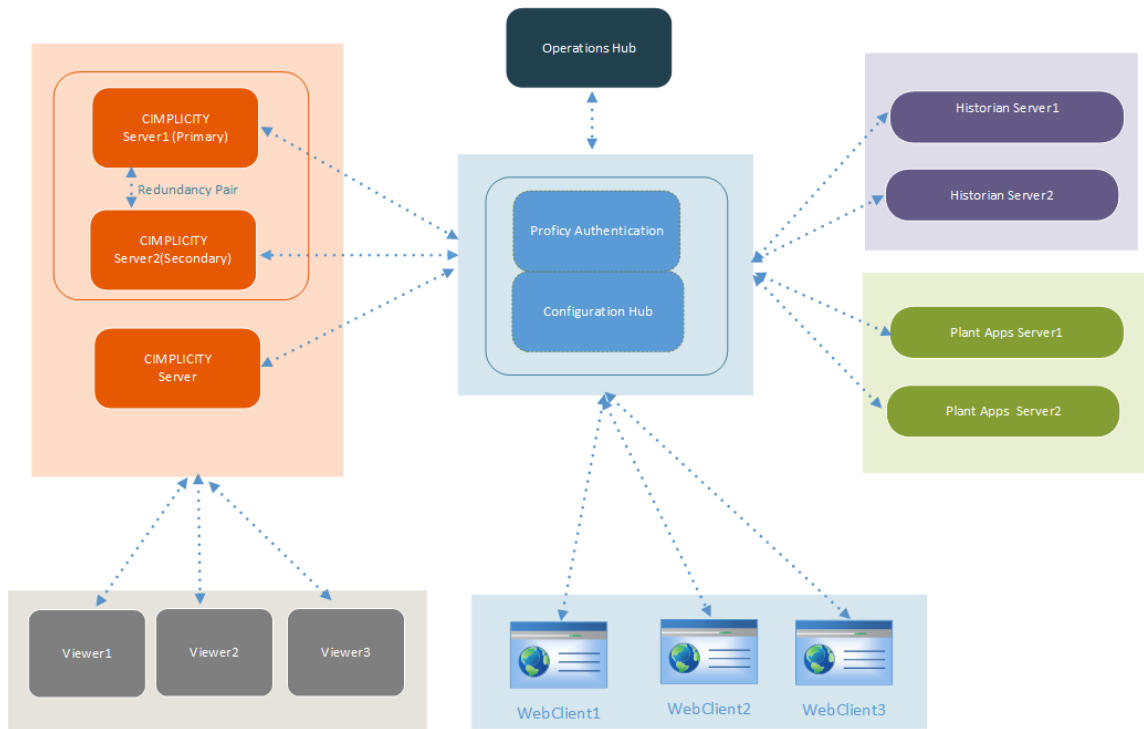 Operations Hub
CIMPLICITY
Server1 (Primary)
Redundancy Pair
CIMPLICITY
Server2(Secondary)
CIMPLICITY
Server
Proficy Authentication
Configuration Hub
Historian Server1
Historian Server2
Plant Apps Server1
Plant Apps Server2
Viewer1
Viewer2
Viewer3
WebClient1
WebClient2
WebClient3